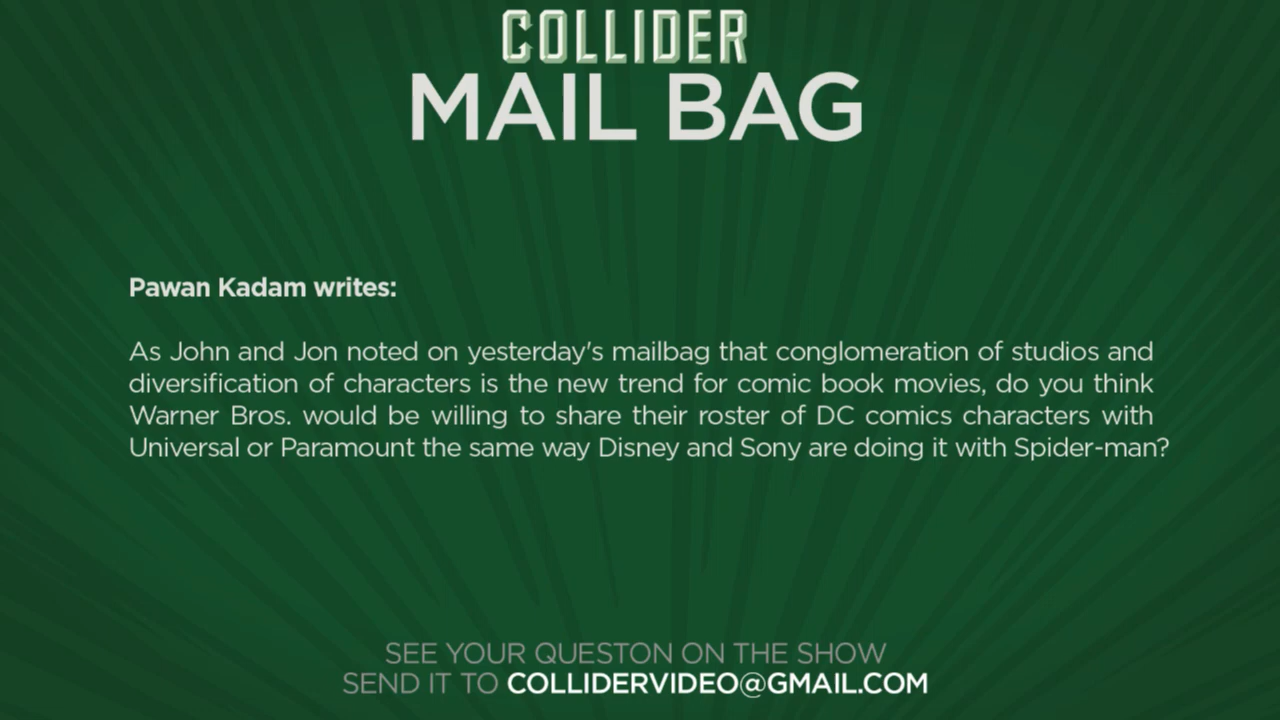 COLLIDER
MAIL BAG
Pawan Kadam writes:
As John and Jon noted on yesterday's mailbag that conglomeration of studios and
diversification of characters is the new trend for comic book movies, do you think
Warner Bros. would be willing to share their roster of DC comics characters with
Universal or Paramount the same way Disney and Sony are doing it with Spider-man?
SEE YOUR QUESTON ON THE SHOW
SEND IT TO COLLIDERVIDEO@GMAIL.COM